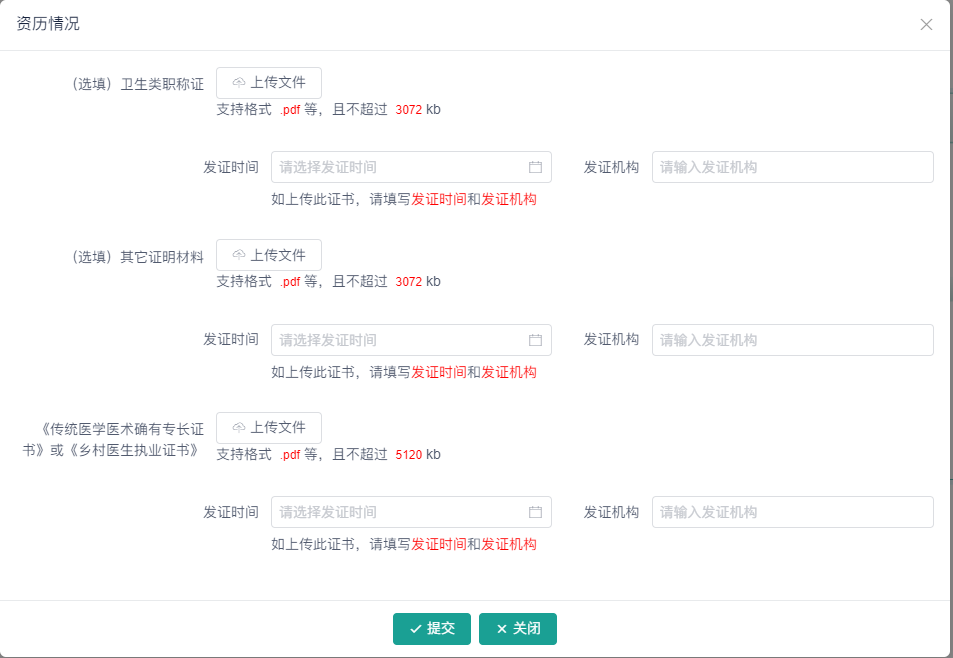 资历情况
（选填）卫生类职称证 上传文件
支持格式 .pdf 等，且不超过 3072 kb
发证时间 请选择发证时间 发证机构 请输入发证机构
如上传此证书，请填写发证时间和发证机构
（选填）其它证明材料 上传文件
支持格式 .pdf 等，且不超过 3072 kb
发证时间 请选择发证时间 发证机构 请输入发证机构
如上传此证书，请填写发证时间和发证机构
《传统医学医术确有专长证 上传文件
书》或《乡村医生执业证书》 支持格式 .pdf 等，且不超过 5120 kb
发证时间 请选择发证时间 发证机构 请输入发证机构
如上传此证书，请填写发证时间和发证机构
提交 关闭